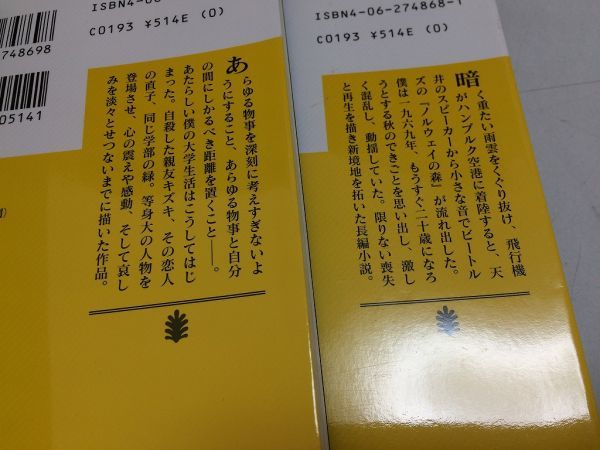 ISBN4-06-274868-1
C0193 ¥514E (0)
暗く重たい雨雲をくぐり抜け、飛行機
がハンブルク空港に着陸すると、天
井のスピーカーから小さな音でビートル
ズの『ノルウェイの森』が流れ出した。
僕は一九六九年、もうすぐ二十歳になろ
うとする秋のできごとを思い出し、激し
く混乱し、動揺していた。限りない喪失
と再生を描き新境地を拓いた長編小説。
ISBN4-06
C0193 ¥514E (0)
748698
05141
あらゆる物事を深刻に考えすぎないよ
うにすること、あらゆる物事と自分
の間にしかるべき距離を置くこと――。
あたらしい僕の大学生活はこうしてはじ
まった。自殺した親友キズキ、その恋人
の直子、同じ学部の緑。等身大の人物を
登場させ、心の震えや感動、そして哀し
みを淡々とせつないまでに描いた作品。